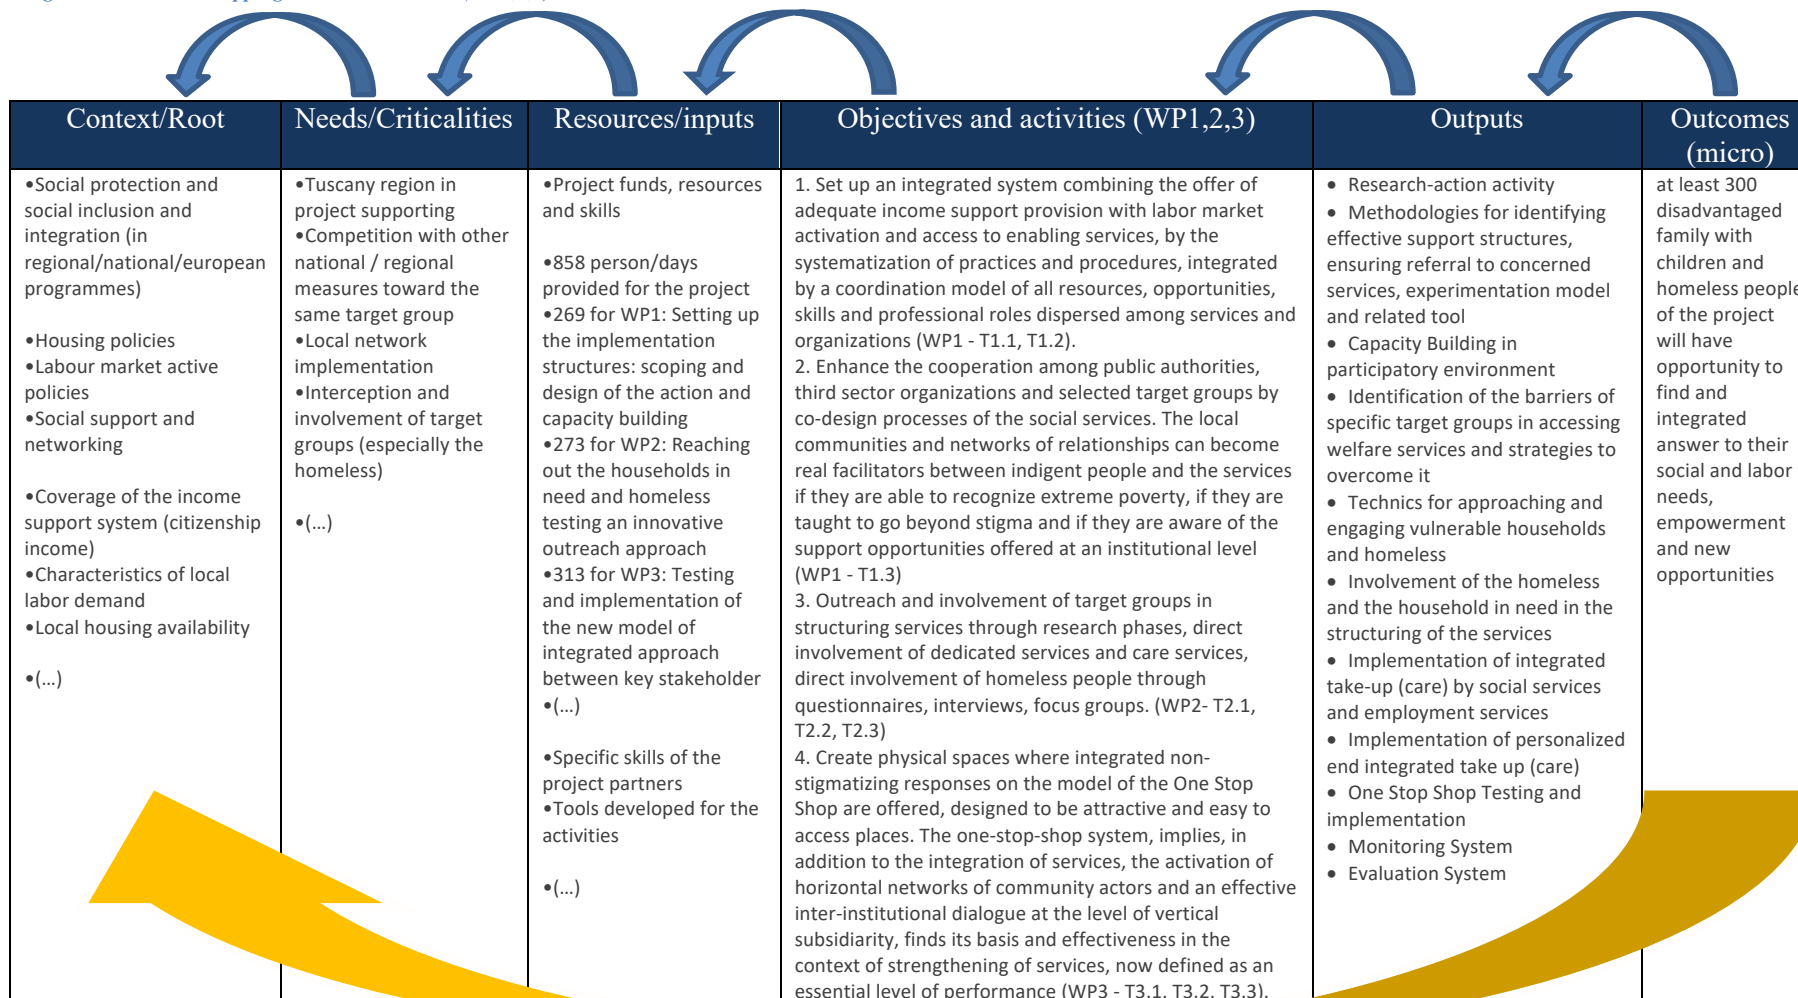 Context/Root
•Social protection and
social inclusion and
integration (in
regional/national/european
programmes)
•Housing policies
•Labour market active
policies
•Social support and
networking
•Coverage of the income
support system (citizenship
income)
•Characteristics of local
labor demand
•Local housing availability
•(...)
Needs/Criticalities
•Tuscany region in
project supporting
•Competition with other
national / regional
measures toward the
same target group
•Local network
implementation
•Interception and
involvement of target
groups (especially the
homeless)
•(...)
Resources/inputs
•Project funds, resources
and skills
•858 person/days
provided for the project
•269 for WP1: Setting up
the implementation
structures: scoping and
design of the action and
capacity building
•273 for WP2: Reaching
out the households in
need and homeless
testing an innovative
outreach approach
•313 for WP3: Testing
and implementation of
the new model of
integrated approach
between key stakeholder
•(...)
•Specific skills of the
project partners
•Tools developed for the
activities
•(...)
Objectives and activities (WP1,2,3)
1. Set up an integrated system combining the offer of
adequate income support provision with labor market
activation and access to enabling services, by the
systematization of practices and procedures, integrated
by a coordination model of all resources, opportunities,
skills and professional roles dispersed among services and
organizations (WP1 - T1.1, T1.2).
2. Enhance the cooperation among public authorities,
third sector organizations and selected target groups by
co-design processes of the social services. The local
communities and networks of relationships can become
real facilitators between indigent people and the services
if they are able to recognize extreme poverty, if they are
taught to go beyond stigma and if they are aware of the
support opportunities offered at an institutional level
(WP1 - T1.3)
3. Outreach and involvement of target groups in
structuring services through research phases, direct
involvement of dedicated services and care services,
direct involvement of homeless people through
questionnaires, interviews, focus groups. (WP2- T2.1,
T2.2, T2.3)
4. Create physical spaces where integrated non-
stigmatizing responses on the model of the One Stop
Shop are offered, designed to be attractive and easy to
access places. The one-stop-shop system, implies, in
addition to the integration of services, the activation of
horizontal networks of community actors and an effective
inter-institutional dialogue at the level of vertical
subsidiarity, finds its basis and effectiveness in the
context of strengthening of services, now defined as an
essential level of performance (WP3 - T3.1, T3.2, T3.3).
Outputs
• Research-action activity
• Methodologies for identifying
effective support structures,
ensuring referral to concerned
services, experimentation model
and related tool
• Capacity Building in
participatory environment
• Identification of the barriers of
specific target groups in accessing
welfare services and strategies to
overcome it
• Technics for approaching and
engaging vulnerable households
and homeless
• Involvement of the homeless
and the household in need in the
structuring of the services
• Implementation of integrated
take-up (care) by social services
and employment services
• Implementation of personalized
end integrated take up (care)
• One Stop Shop Testing and
implementation
• Monitoring System
• Evaluation System
Outcomes
(micro)
at least 300
disadvantaged
family with
children and
homeless people
of the project
will have
opportunity to
find and
integrated
answer to their
social and labor
needs,
empowerment
and new
opportunities